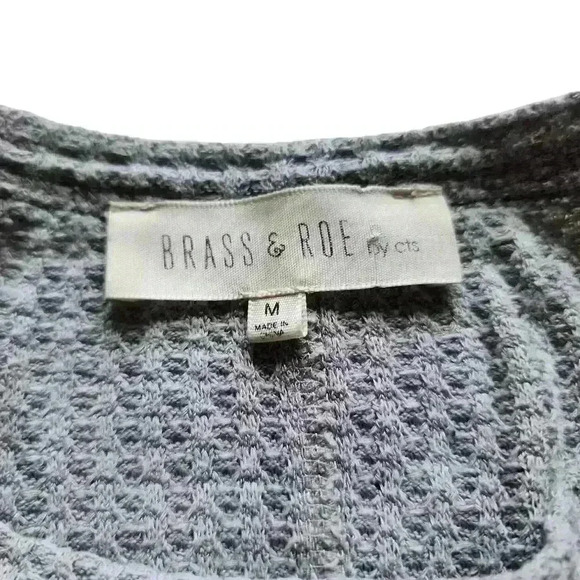 BRASS & ROE
by cts
M
MADE IN
CHINA